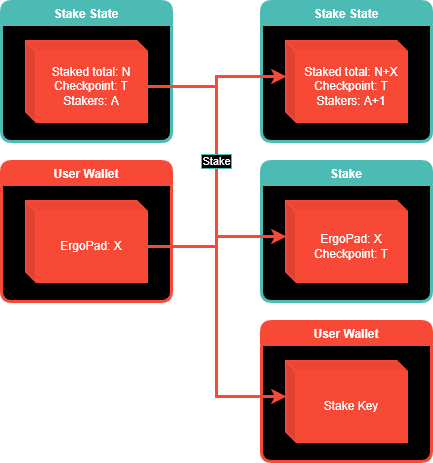 Stake State
Staked total: N
Checkpoint: T
Stakers: A
Stake State
Staked total: N+X
Checkpoint: T
Stakers: A+1
Stake
User Wallet
ErgoPad: X
Stake
ErgoPad: X
Checkpoint: T
User Wallet
Stake Key